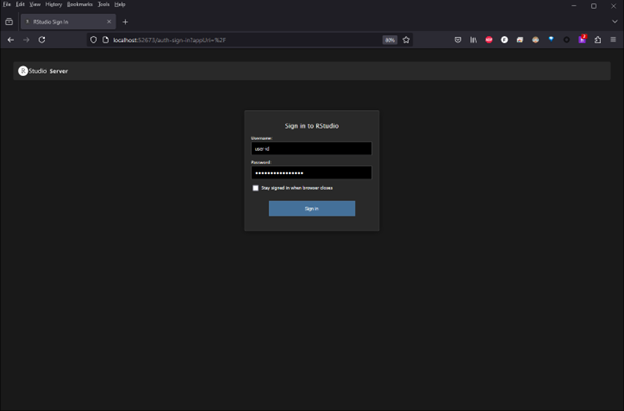 File Edit View History Bookmarks Tools Help
RStudio Sign In
localhost:52673/auth-sign-in?appUri=%2F
80%
Studio Server
Sign in to RStudio
Username:
user-id
Password:
Stay signed in when browser closes
Sign in